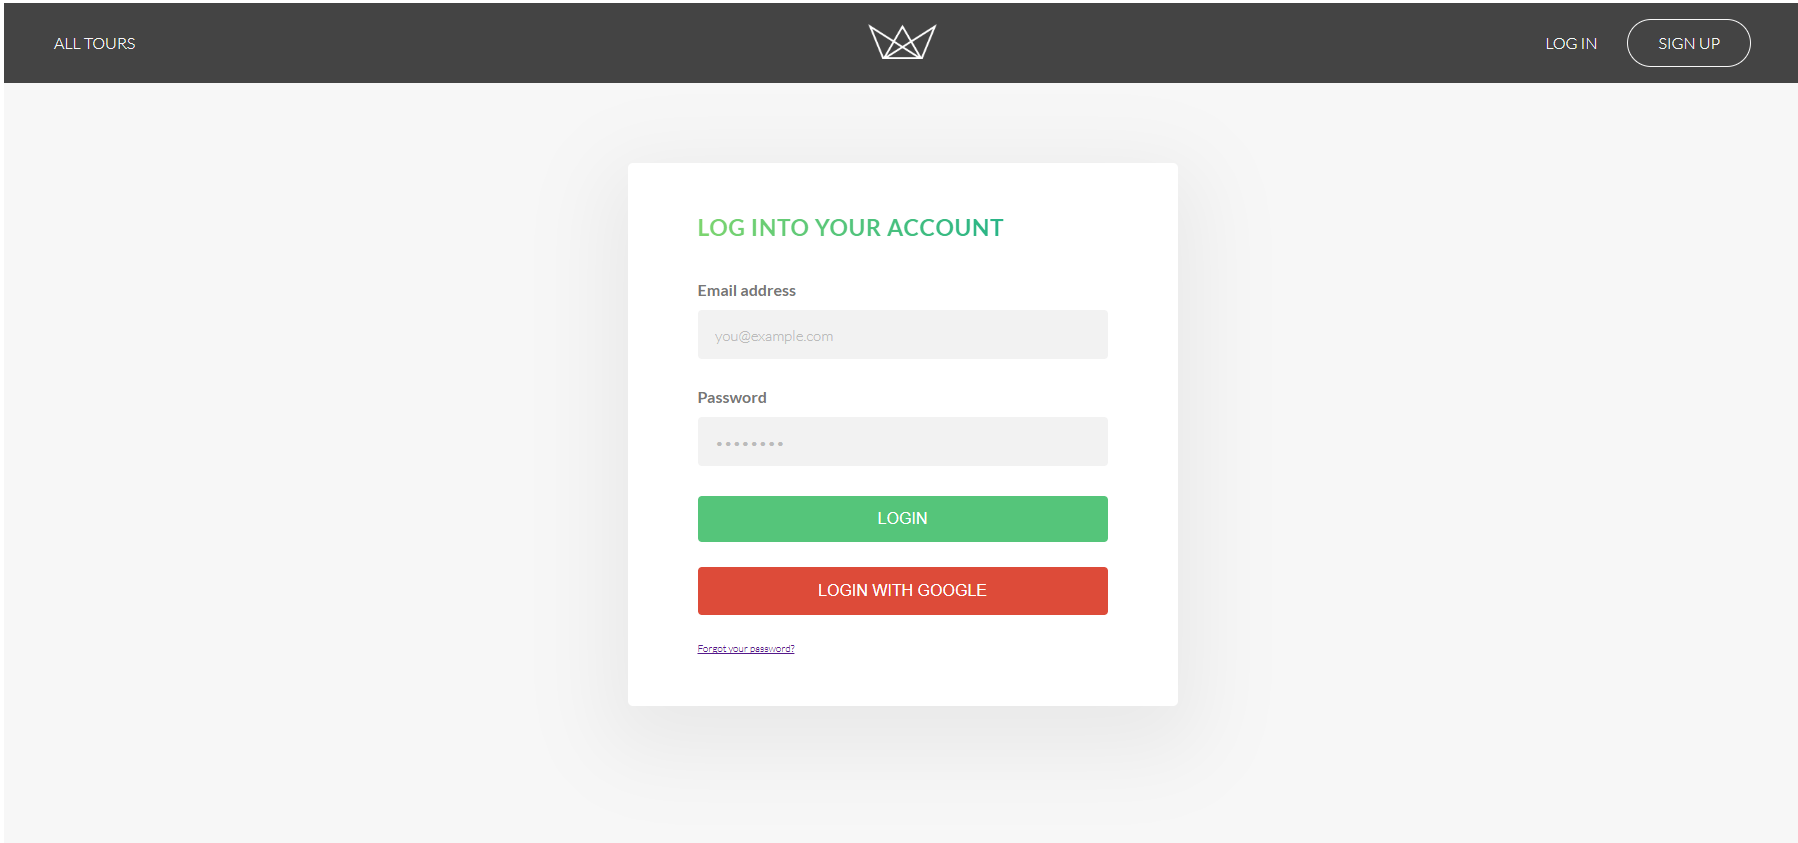 ALL TOURS
LOG IN
SIGN UP
LOG INTO YOUR ACCOUNT
Email address
you@example.com
Password
••••••••
LOGIN
LOGIN WITH GOOGLE
Forgot your password?